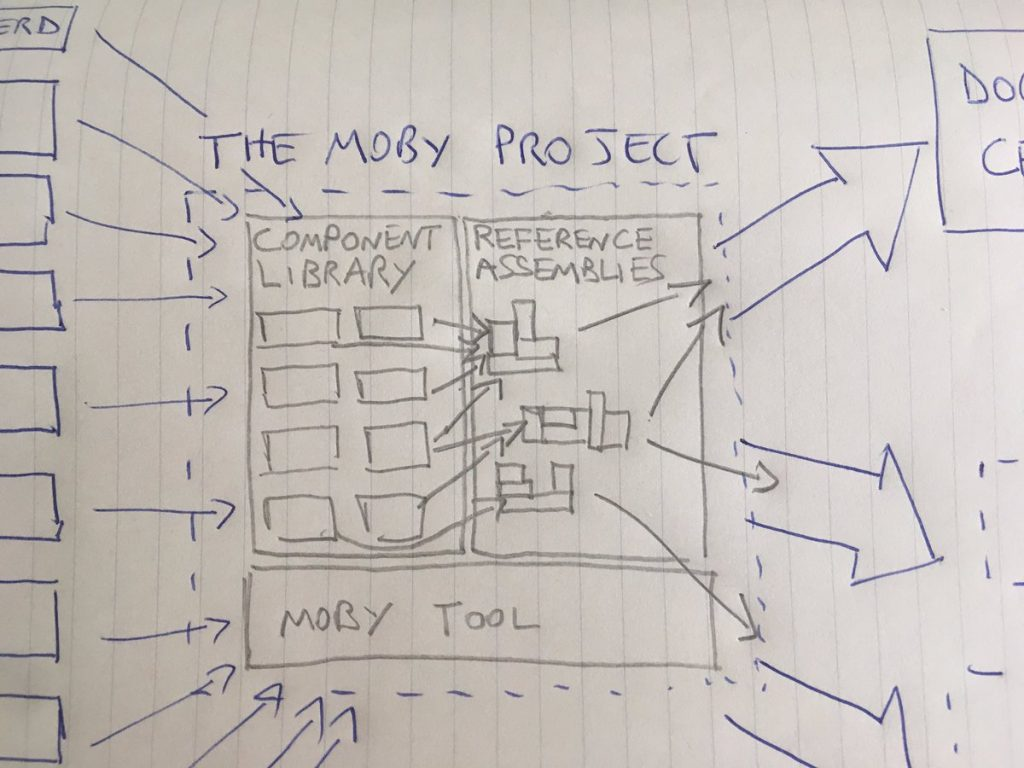 THE MOBY PROJECT
COMPONENT
LIBRARY
REFERENCE
ASSEMBLIES
MOBY TOOL